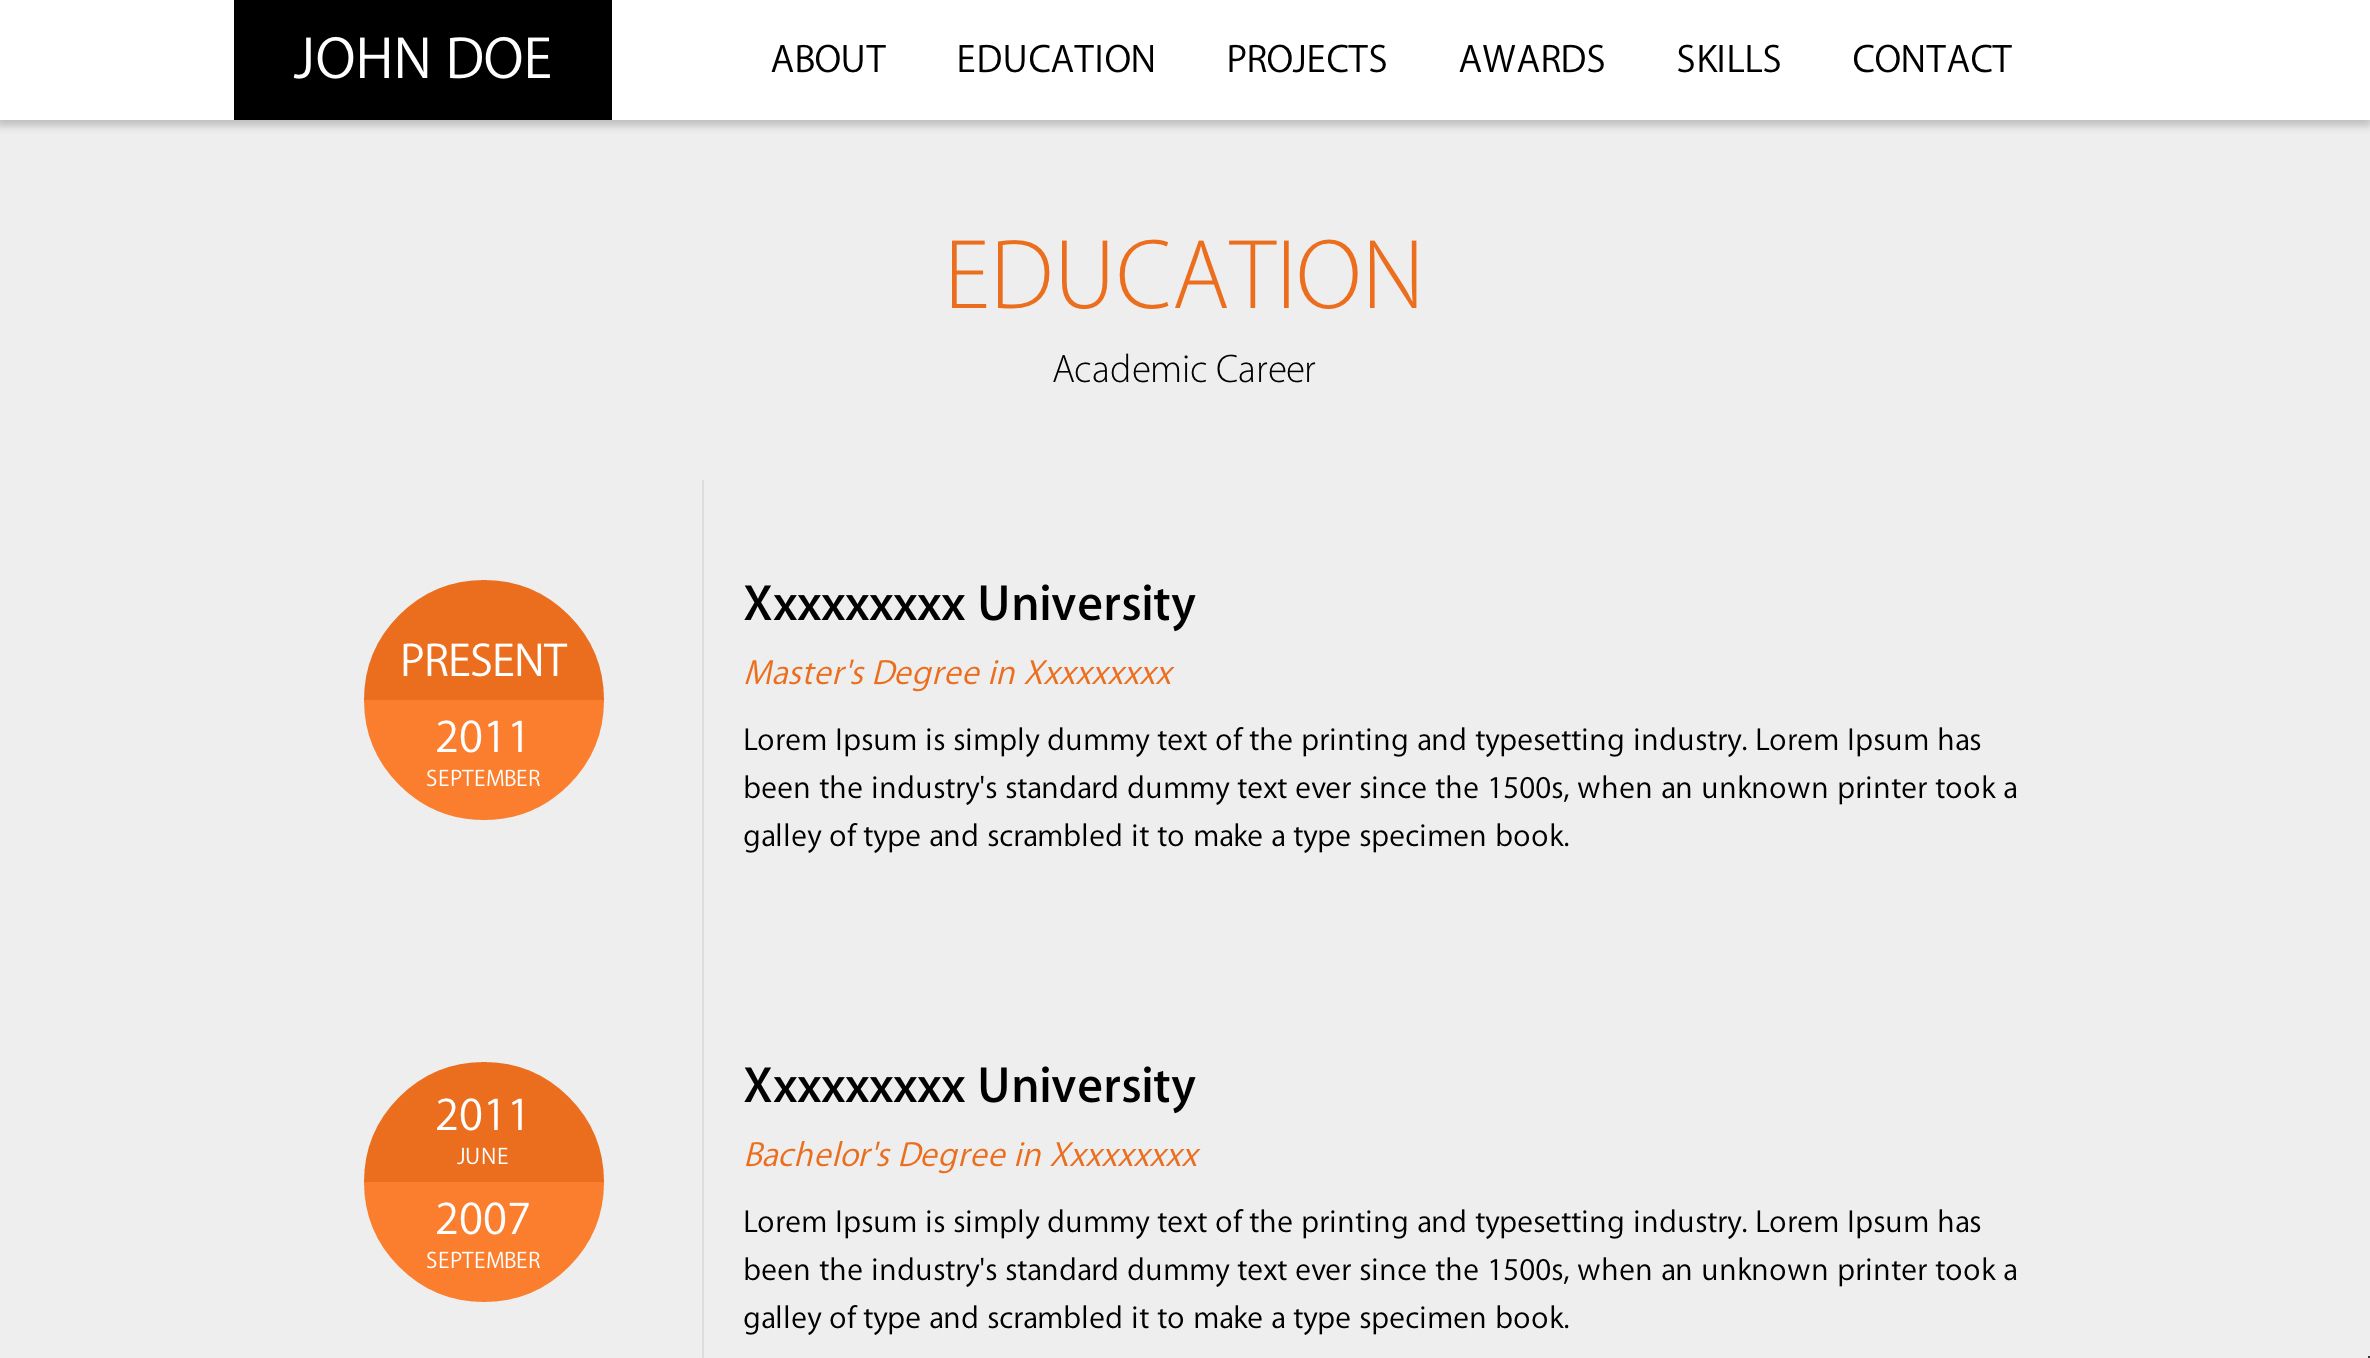 JOHN DOE
ABOUT EDUCATION PROJECTS AWARDS SKILLS CONTACT
EDUCATION
Academic Career
PRESENT
2011
SEPTEMBER
Xxxxxxxxx University
Master's Degree in Xxxxxxxxx
Lorem Ipsum is simply dummy text of the printing and typesetting industry. Lorem Ipsum has
been the industry's standard dummy text ever since the 1500s, when an unknown printer took a
galley of type and scrambled it to make a type specimen book.
2011
JUNE
2007
SEPTEMBER
Xxxxxxxxx University
Bachelor's Degree in Xxxxxxxxx
Lorem Ipsum is simply dummy text of the printing and typesetting industry. Lorem Ipsum has
been the industry's standard dummy text ever since the 1500s, when an unknown printer took a
galley of type and scrambled it to make a type specimen book.